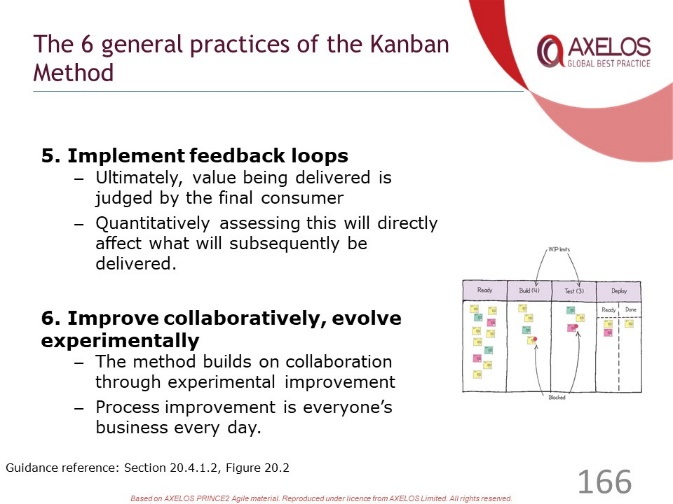 The 6 general practices of the Kanban
Method
AXELOS
GLOBAL BEST PRACTICE
5. Implement feedback loops
– Ultimately, value being delivered is
judged by the final consumer
– Quantitatively assessing this will directly
affect what will subsequently be
delivered.
6. Improve collaboratively, evolve
experimentally
– The method builds on collaboration
through experimental improvement
– Process improvement is everyone's
business every day.
WIP limits
Ready Build (4) Test (3) Deploy
Ready Done
Blocked
Guidance reference: Section 20.4.1.2, Figure 20.2
166
Based on AXELOS PRINCE2 Agile material. Reproduced under licence from AXELOS Limited. All rights reserved.